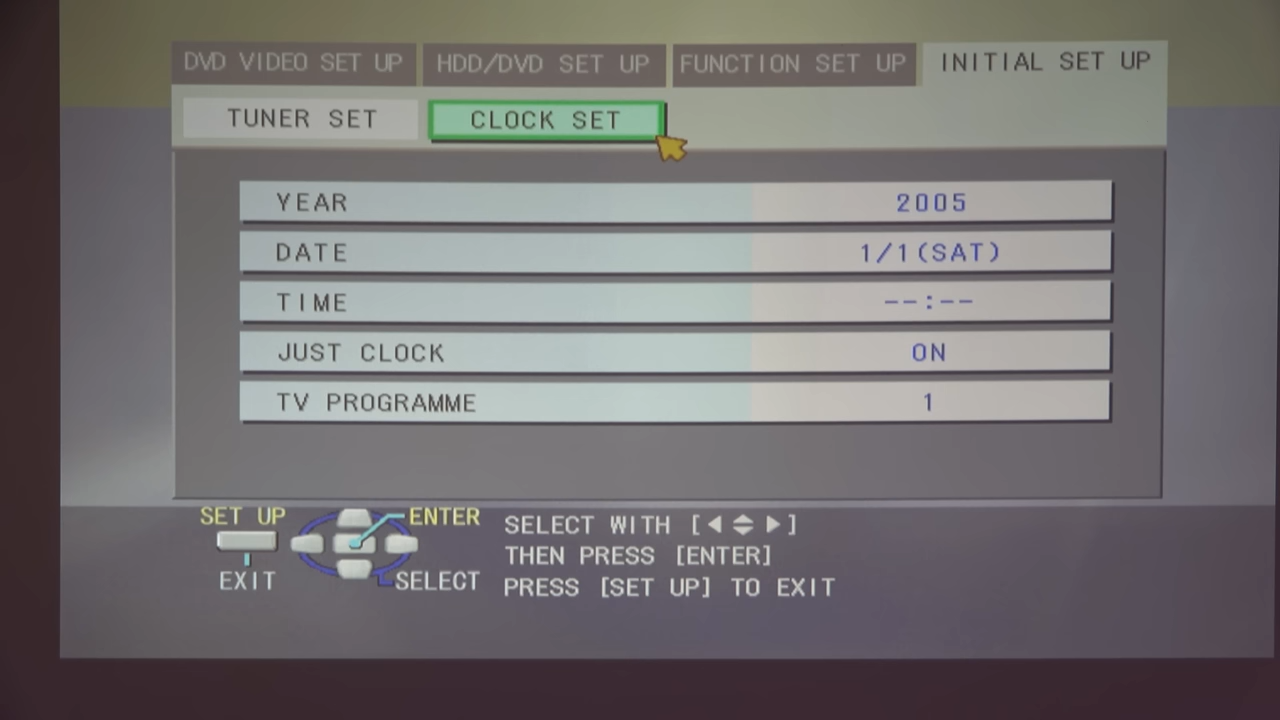 DVD VIDEO SET UP HDD/DVD SET UP FUNCTION SET UP INITIAL SET UP
TUNER SET CLOCK SET
YEAR 2005
DATE 1/1(SAT)
TIME --:--
JUST CLOCK ON
TV PROGRAMME 1
SET UP ENTER
EXIT SELECT
SELECT WITH [◀ ▲▼ ▶]
THEN PRESS [ENTER]
PRESS [SET UP] TO EXIT